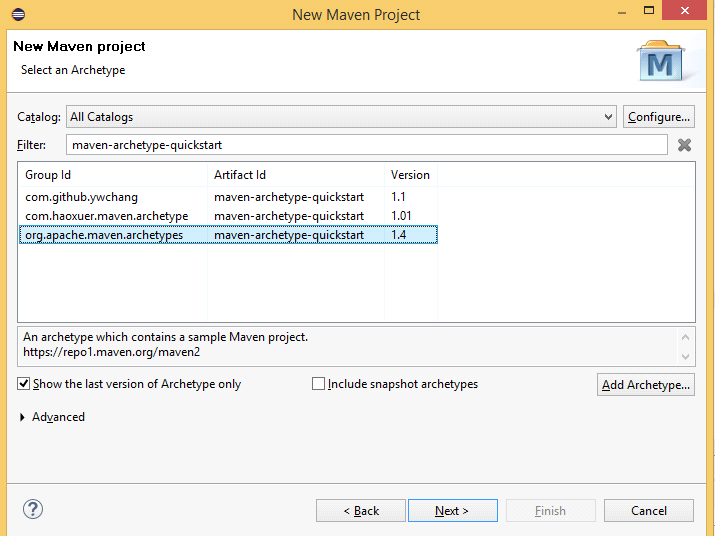 New Maven Project
New Maven project
Select an Archetype
M
Catalog: All Catalogs Configure...
Filter: maven-archetype-quickstart
Group Id Artifact Id Version
com.github.ywchang maven-archetype-quickstart 1.1
com.haoxuer.maven.archetype maven-archetype-quickstart 1.01
org.apache.maven.archetypes maven-archetype-quickstart 1.4
An archetype which contains a sample Maven project.
https://repo1.maven.org/maven2
Show the last version of Archetype only Include snapshot archetypes Add Archetype...
Advanced
? < Back Next > Finish Cancel